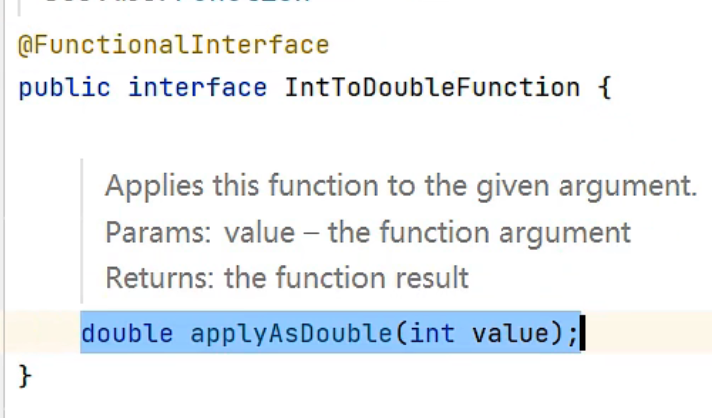 @FunctionalInterface
public interface IntToDoubleFunction {
Applies this function to the given argument.
Params: value – the function argument
Returns: the function result
double applyAsDouble(int value);
}